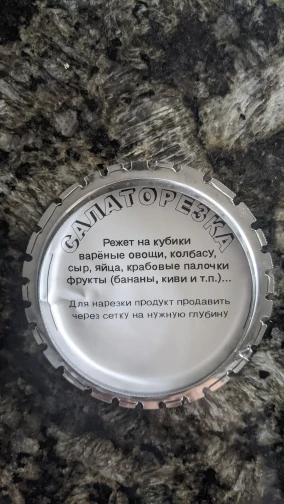 САЛАТОРЕЗКА
Режет на кубики
варёные овощи, колбасу,
сыр, яйца, крабовые палочки
фрукты (бананы, киви и т.п.)...
Для нарезки продукт продавить
через сетку на нужную глубину